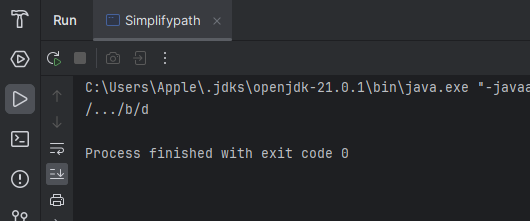 Run Simplifypath
C:\Users\Apple\.jdks\openjdk-21.0.1\bin\java.exe "-javaa
/.../b/d
Process finished with exit code 0